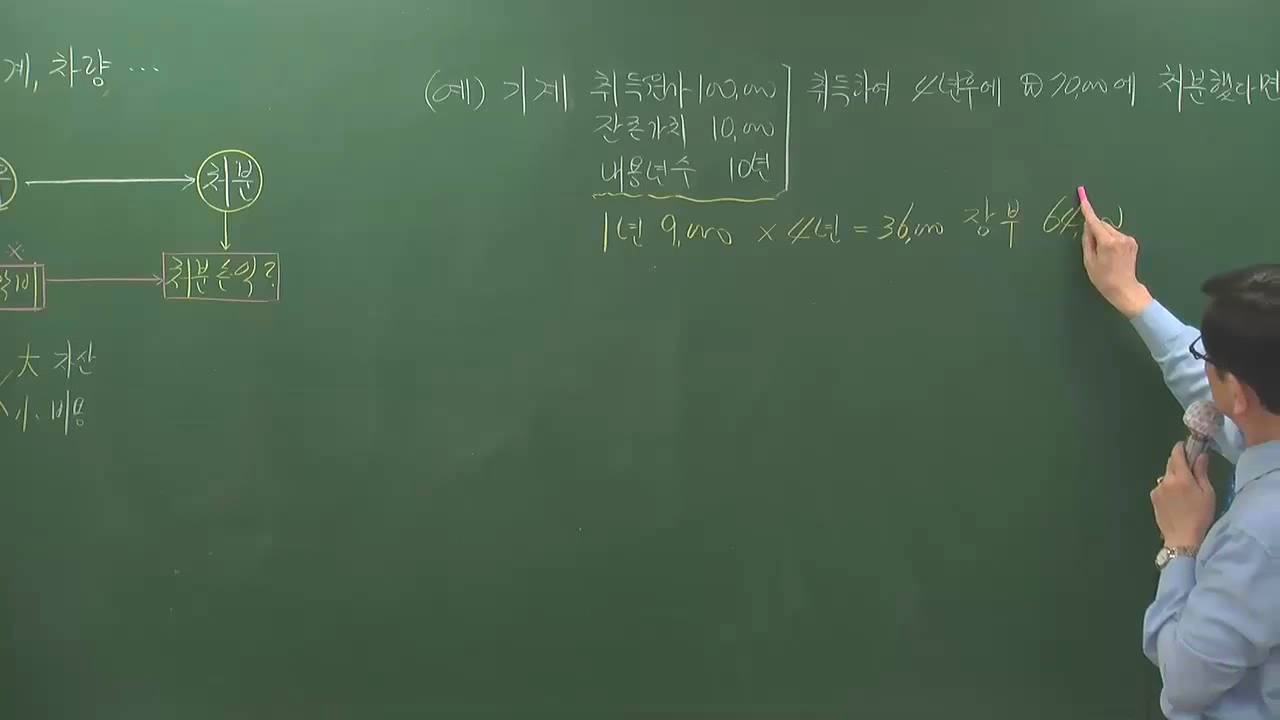 계, 차량 ...
처분
처분손익?
大 자산
小 비용
(예) 기계 취득원가 100,000 취득하여 4년후에 ₩70,000에 처분했다면
잔존가치 10,000
내용년수 10년
1년 9,000 × 4년 = 36,000 장부 64,